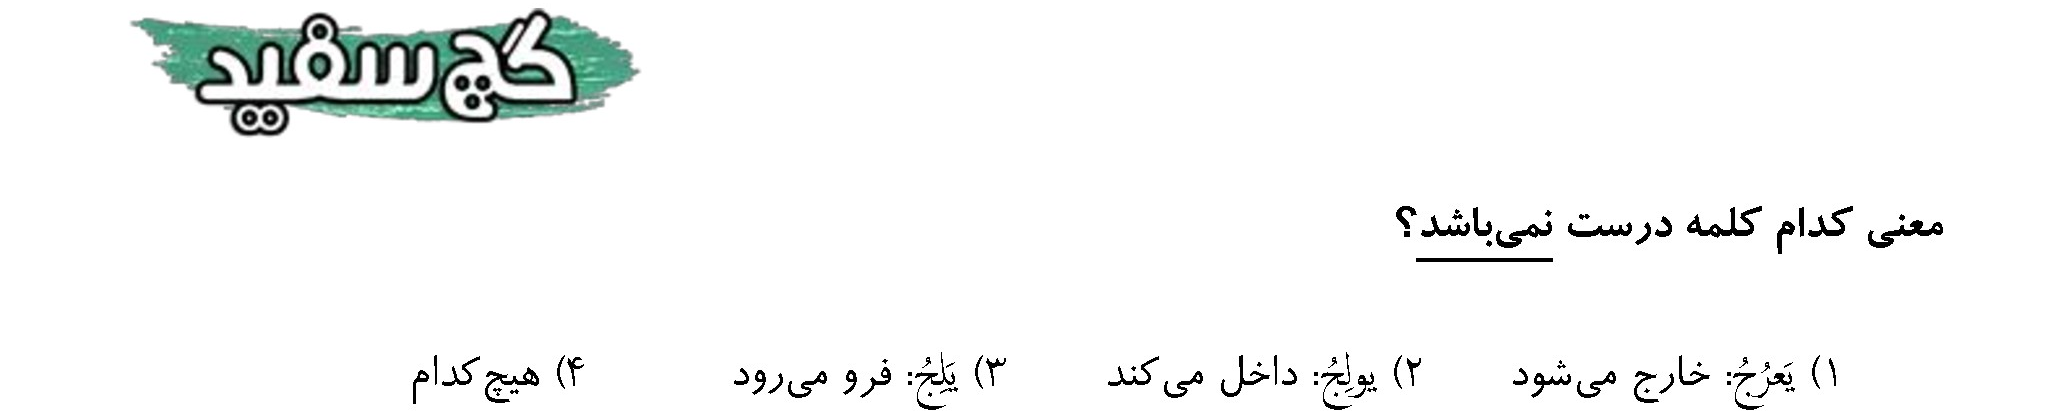 گچ سفید
معنی کدام کلمه درست نمی‌باشد؟
۱) یَعرُجُ: خارج می‌شود ۲) یولِجُ: داخل می‌کند ۳) یَلِجُ: فرو می‌رود ۴) هیچ‌کدام